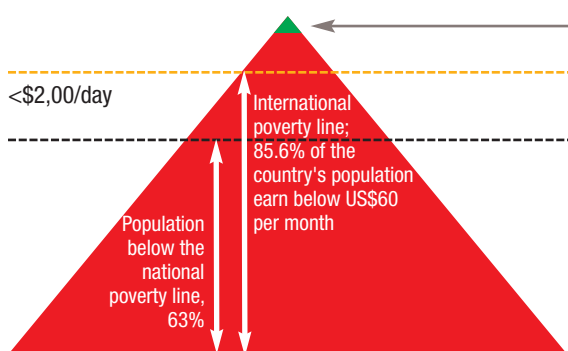 <$2,00/day
International
poverty line;
85.6% of the
country's population
earn below US$60
per month
Population
below the
national
poverty line,
63%